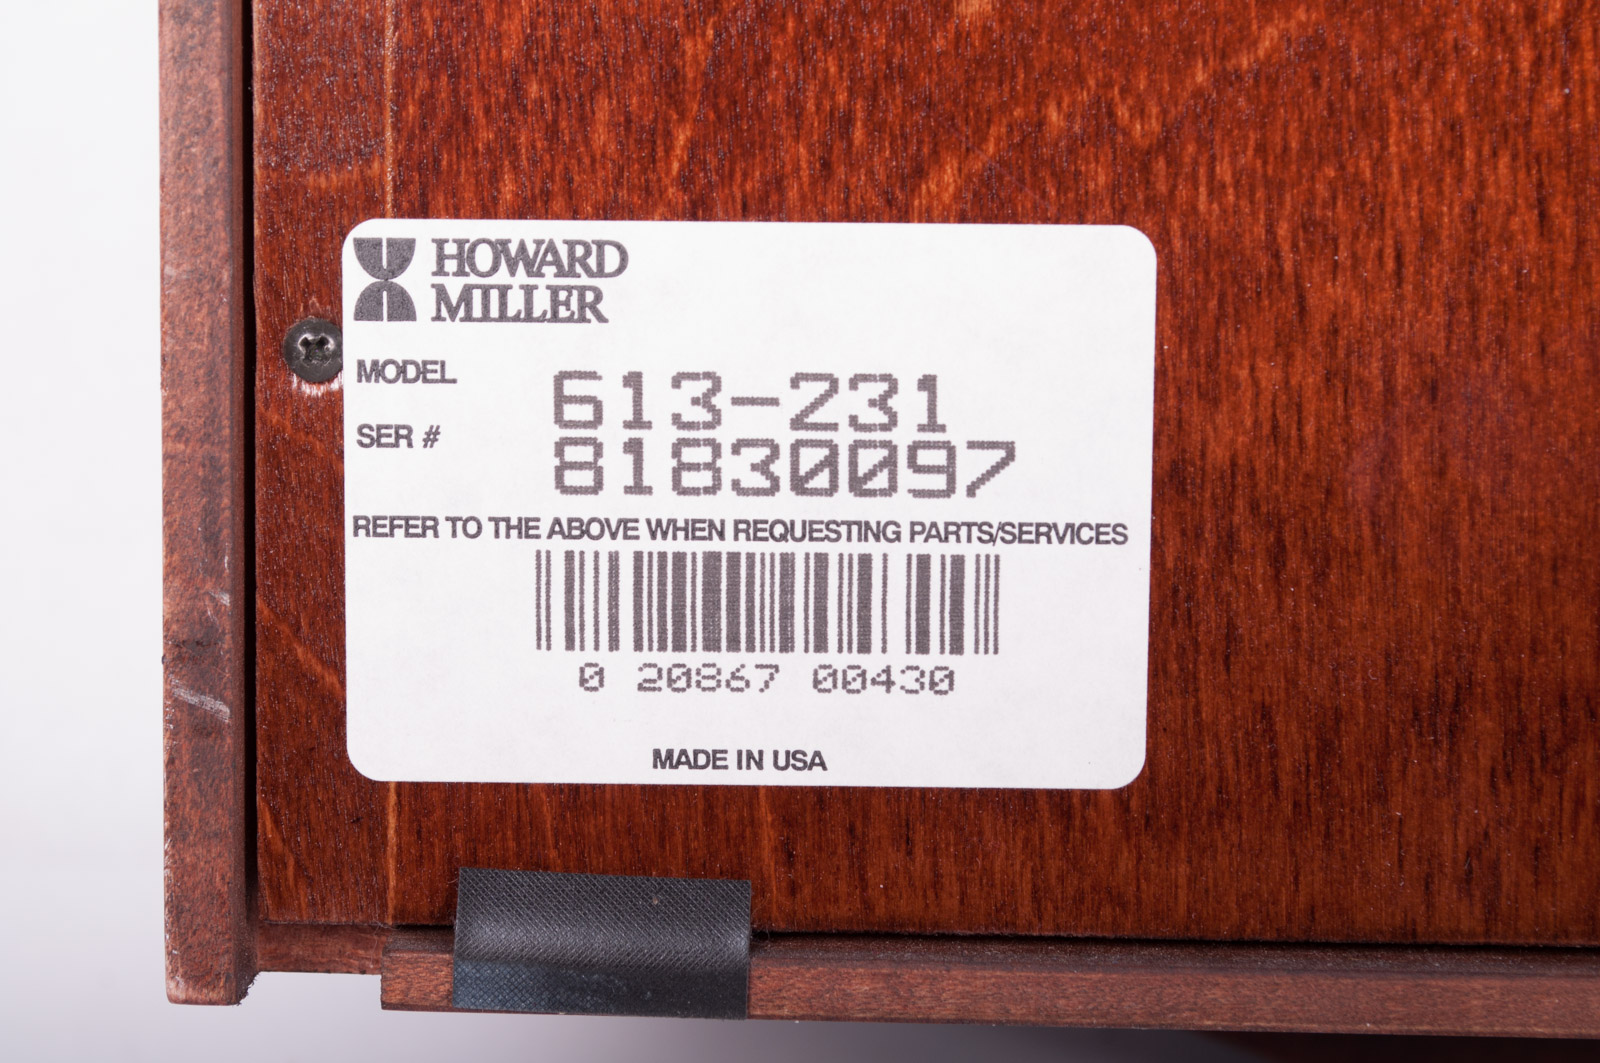 HOWARD
MILLER
MODEL 613-231
SER # 81830097
REFER TO THE ABOVE WHEN REQUESTING PARTS/SERVICES
0 20867 00430
MADE IN USA